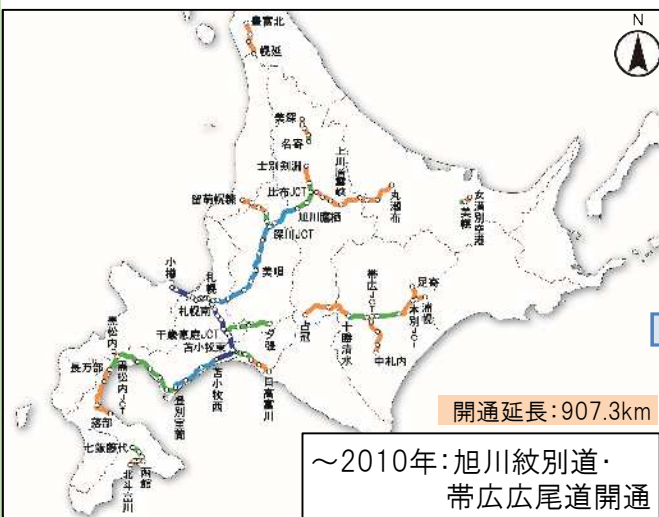 N
豊富北
幌延
美深
名寄
士別剣淵
上川層雲峡
比布JCT
丸瀬布
女満別空港
美幌
留萌幌糠
旭川鷹栖
深川JCT
小樽
札幌
美唄
札幌南
帯広JCT
足寄
浦幌
本別JCT
千歳恵庭JCT
夕張
占冠
十勝清水
中札内
苫小牧東
黒松内
長万部
黒松内JCT
登別室蘭
苫小牧西
日高富川
落部
七飯藤代
函館
開通延長：907.3km
～2010年：旭川紋別道・
帯広広尾道開通